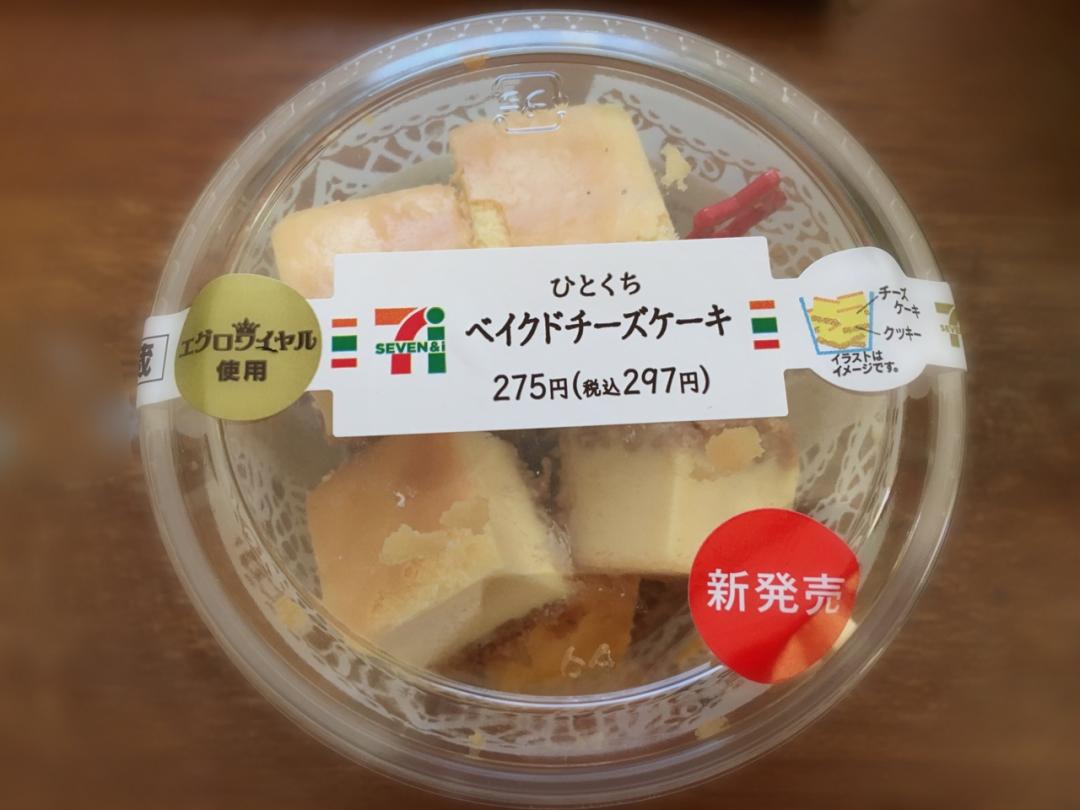 ひとくち
ベイクドチーズケーキ
275円(税込297円)
SEVEN&i
エグロワイヤル
使用
蔵
チーズ
ケーキ
クッキー
イラストは
イメージです。
新発売